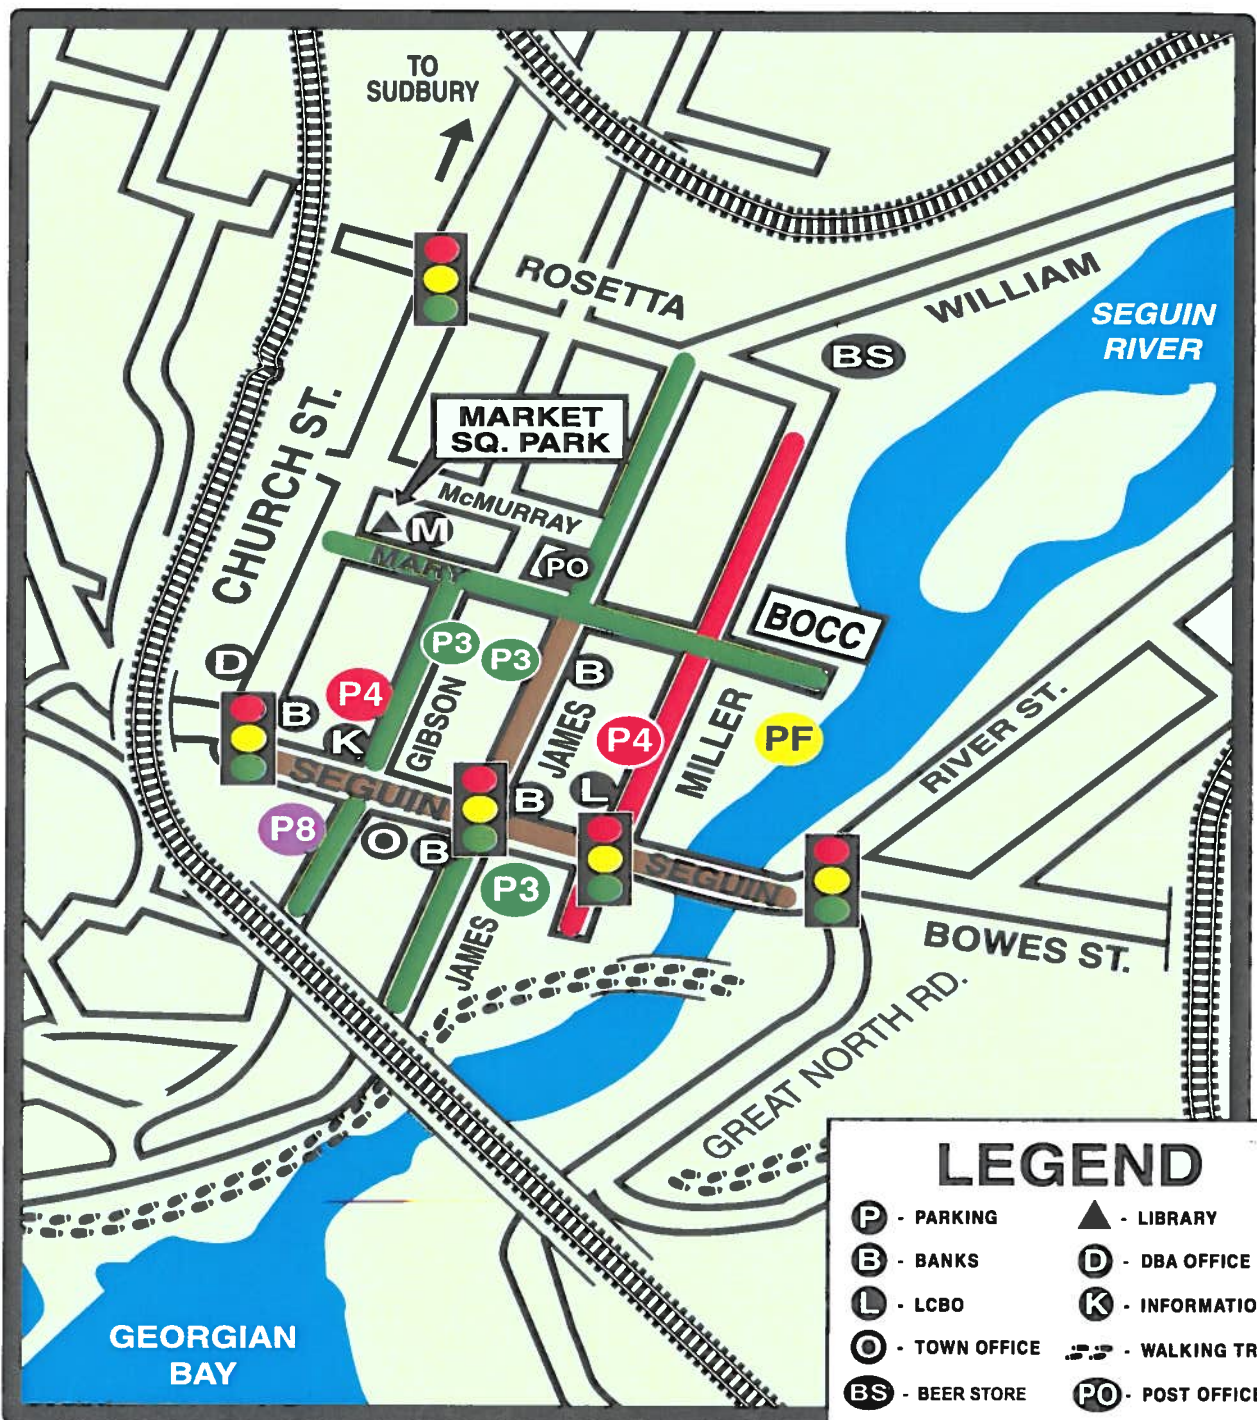 TO
SUDBURY
ROSETTA
WILLIAM
SEGUIN
RIVER
BS
CHURCH ST.
MARKET
SQ. PARK
McMURRAY
M
MARY
PO
BOCC
D
P3
P3
B
P4
B
K
GIBSON
JAMES
P4
MILLER
PF
RIVER ST.
SEGUIN
B
L
P8
O
B
P3
SEGUIN
JAMES
BOWES ST.
GREAT NORTH RD.
GEORGIAN
BAY
LEGEND
P - PARKING
B - BANKS
L - LCBO
O - TOWN OFFICE
BS - BEER STORE
- LIBRARY
D - DBA OFFICE
K - INFORMATIO
- WALKING TR
PO - POST OFFIC